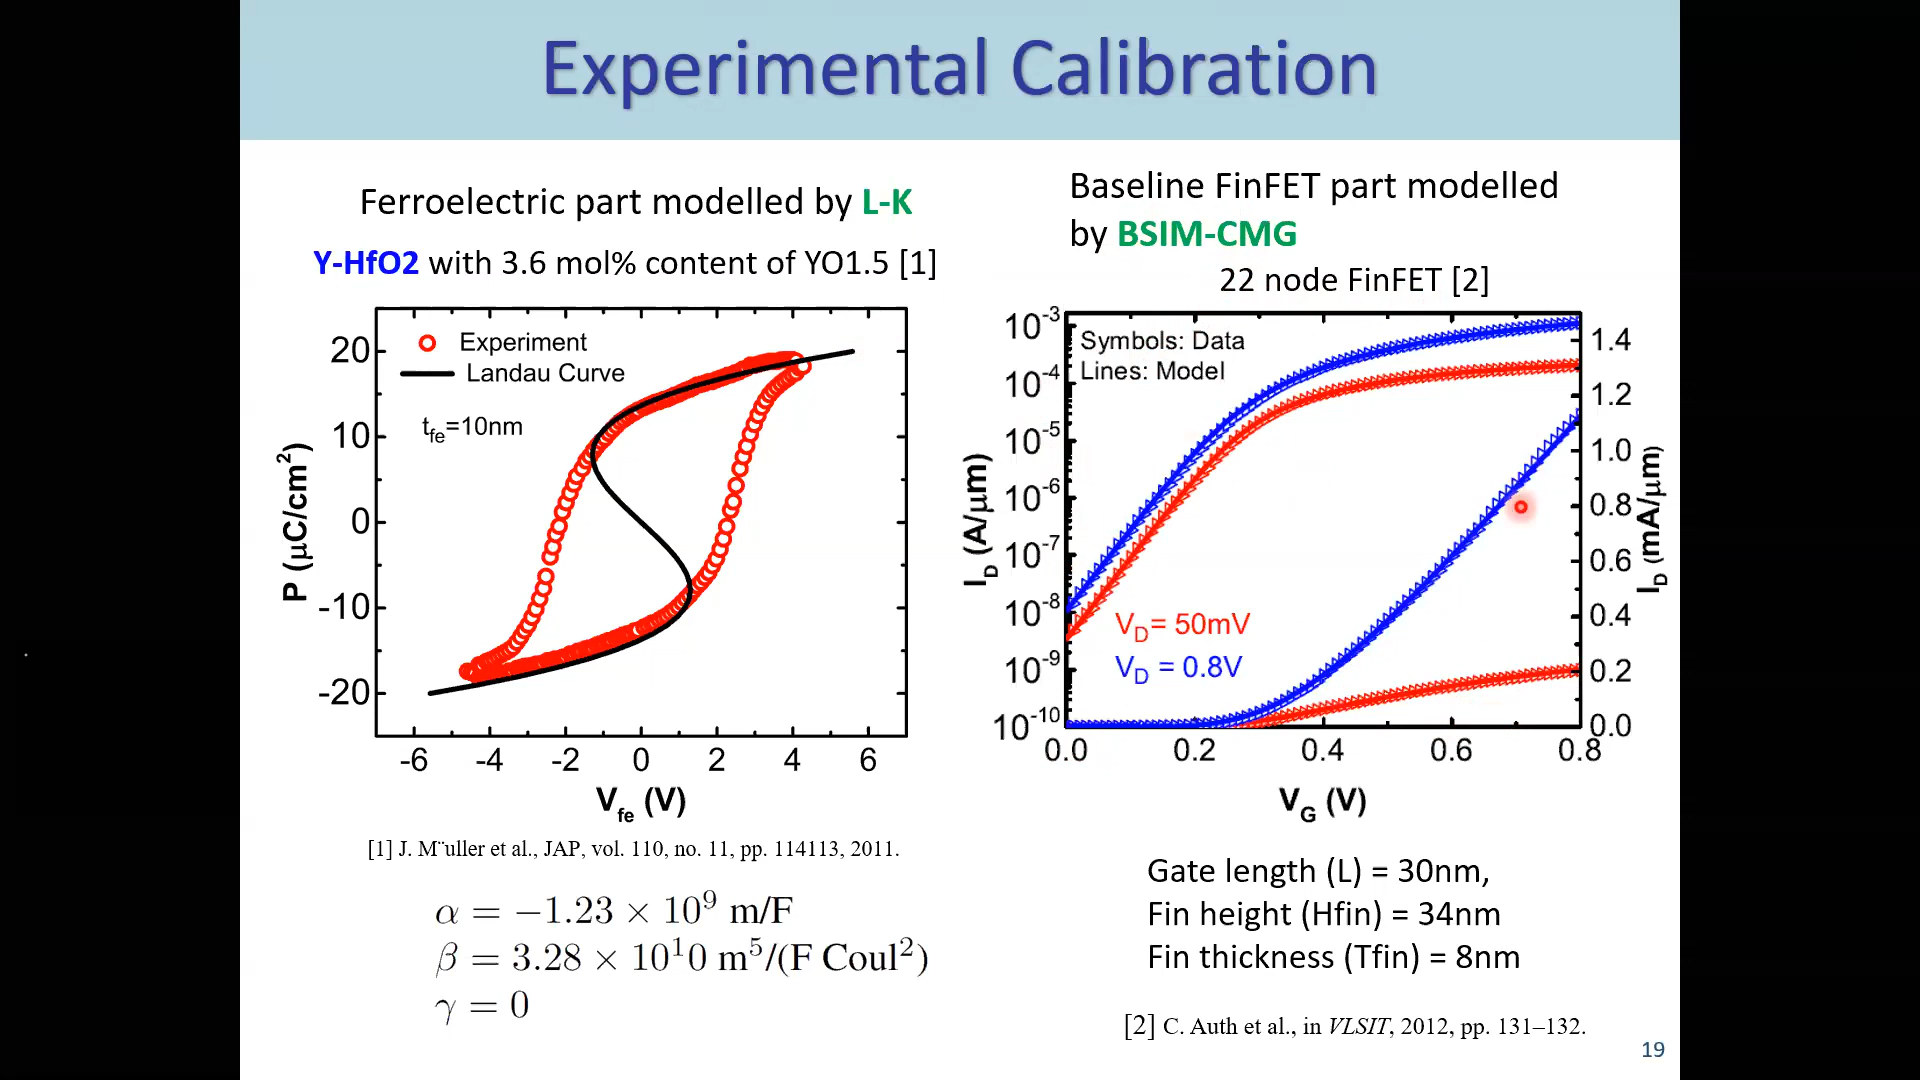 Experimental Calibration
Ferroelectric part modelled by L-K
Y-HfO2 with 3.6 mol% content of YO1.5 [1]
Experiment
Landau Curve
tfe=10nm
20
10
0
-10
-20
P (μC/cm²)
-6 -4 -2 0 2 4 6
Vfe (V)
[1] J. M¨uller et al., JAP, vol. 110, no. 11, pp. 114113, 2011.
α = −1.23 × 10⁹ m/F
β = 3.28 × 10¹0 m⁵/(F Coul²)
γ = 0
Baseline FinFET part modelled
by BSIM-CMG
22 node FinFET [2]
Symbols: Data
Lines: Model
VD= 50mV
VD = 0.8V
10⁻³
10⁻⁴
10⁻⁵
10⁻⁶
10⁻⁷
10⁻⁸
10⁻⁹
10⁻¹⁰
ID (A/μm)
1.4
1.2
1.0
0.8
0.6
0.4
0.2
0.0
ID (mA/μm)
0.0 0.2 0.4 0.6 0.8
VG (V)
Gate length (L) = 30nm,
Fin height (Hfin) = 34nm
Fin thickness (Tfin) = 8nm
[2] C. Auth et al., in VLSIT, 2012, pp. 131–132.
19